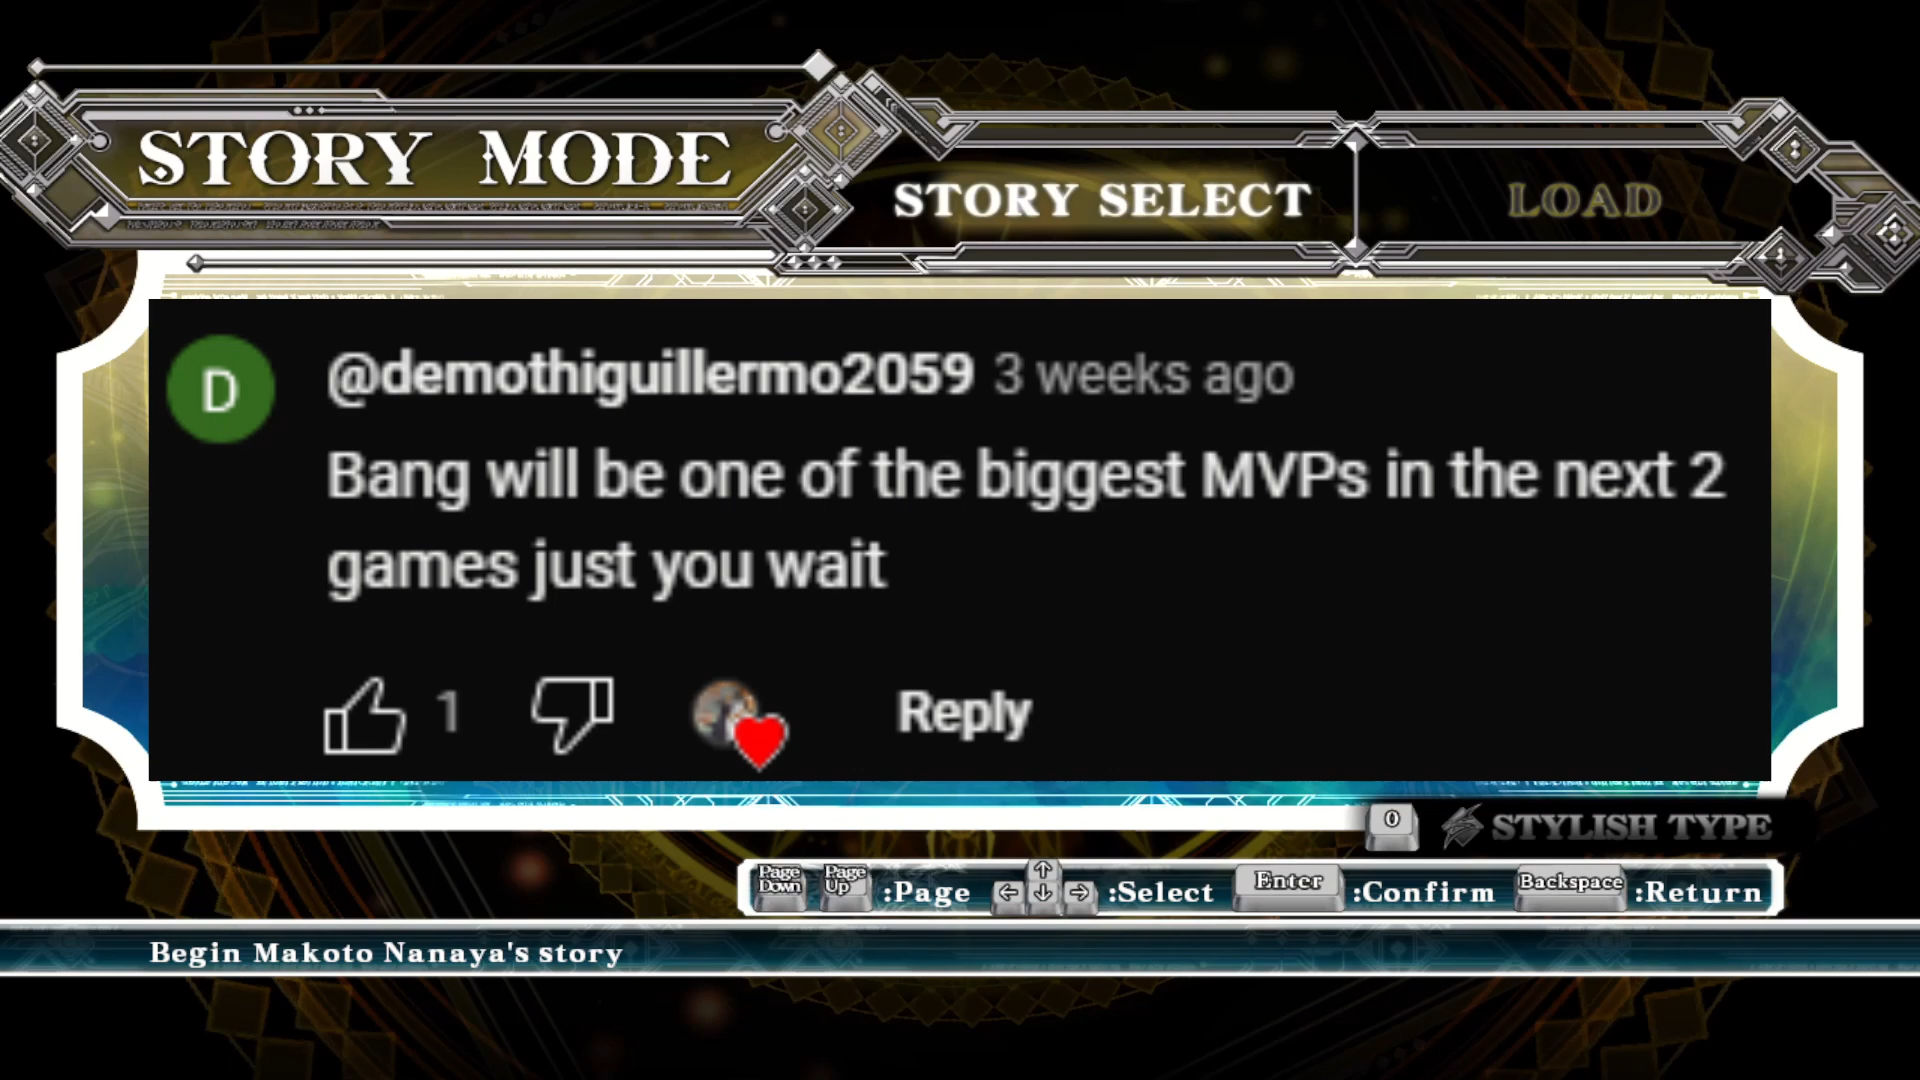 STORY MODE
STORY SELECT
LOAD
D
@demothiguillermo2059 3 weeks ago
Bang will be one of the biggest MVPs in the next 2
games just you wait
1
Reply
0 STYLISH TYPE
Page Down Page Up :Page :Select Enter :Confirm Backspace :Return
Begin Makoto Nanaya's story